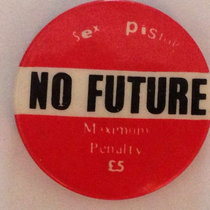 Sex Pistols
NO FUTURE
Maximum
Penalty
£5